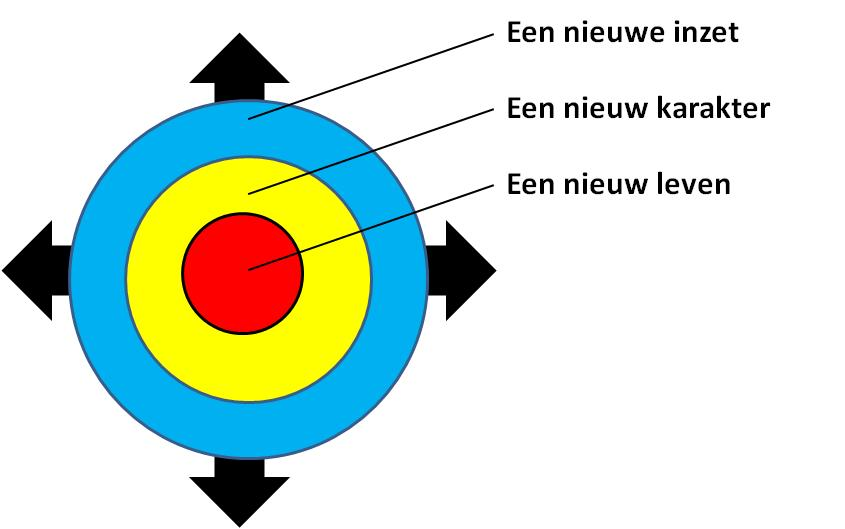 Een nieuwe inzet
Een nieuw karakter
Een nieuw leven